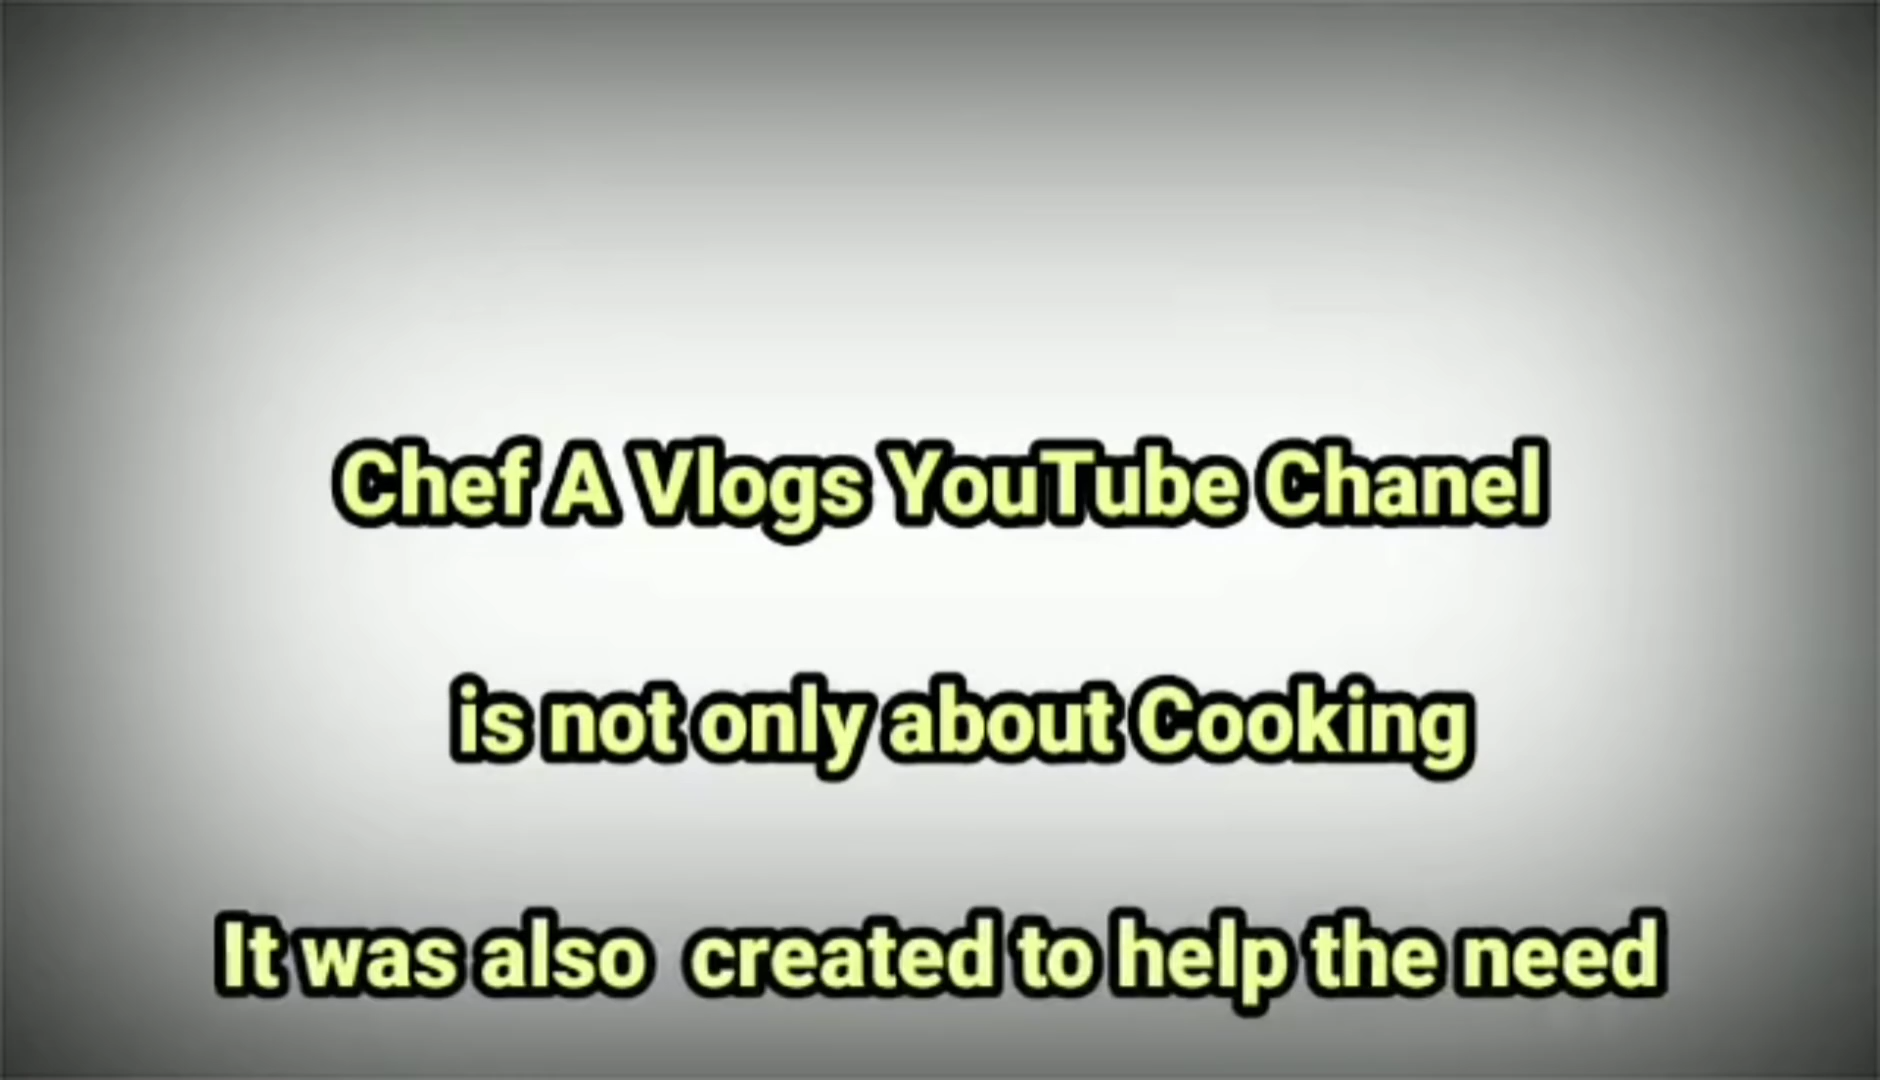 Chef A Vlogs YouTube Chanel
is not only about Cooking
It was also  created to help the need